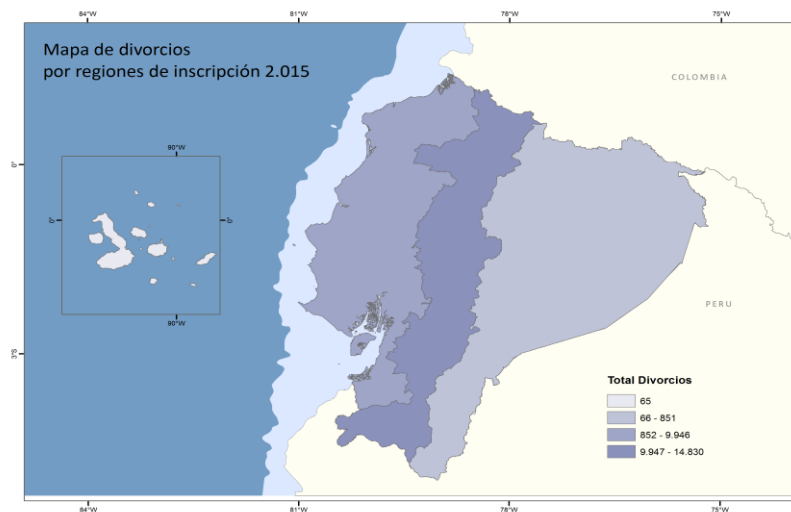 84°W
81°W
78°W
75°W
Mapa de divorcios
por regiones de inscripción 2.015
COLOMBIA
90°W
0°
0°
0°
90°W
PERU
3°S
Total Divorcios
65
66 - 851
852 - 9.946
9.947 - 14.830
84°W
81°W
78°W
75°W